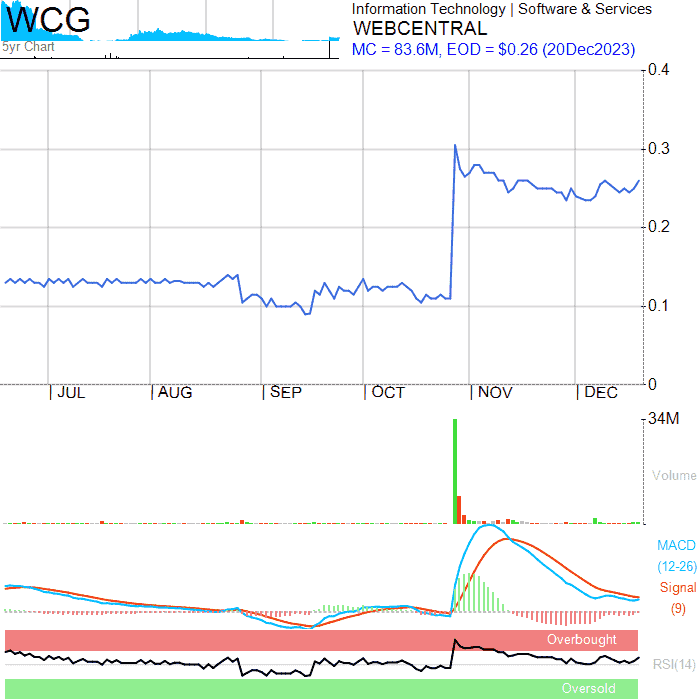 WCG
5yr Chart
Information Technology | Software & Services
WEBCENTRAL
MC = 83.6M, EOD = $0.26 (20Dec2023)
0.4
0.3
0.2
0.1
0
| JUL | AUG | SEP | OCT | NOV | DEC
34M
Volume
MACD
(12-26)
Signal
(9)
Overbought
RSI(14)
Oversold